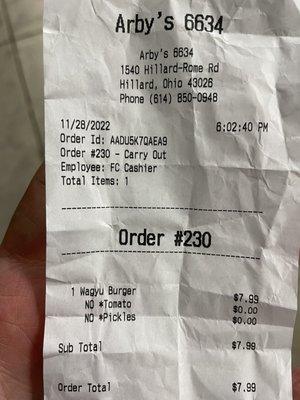 Arby's 6634
Arby's 6634
1540 Hillard-Rome Rd
Hillard, Ohio 43026
Phone (614) 850-0948
11/28/2022 6:02:40 PM
Order Id: AADU5K7QAEA9
Order #230 - Carry Out
Employee: FC Cashier
Total Items: 1
Order #230
1 Wagyu Burger $7.99
NO *Tomato $0.00
NO *Pickles $0.00
Sub Total $7.99
Order Total $7.99